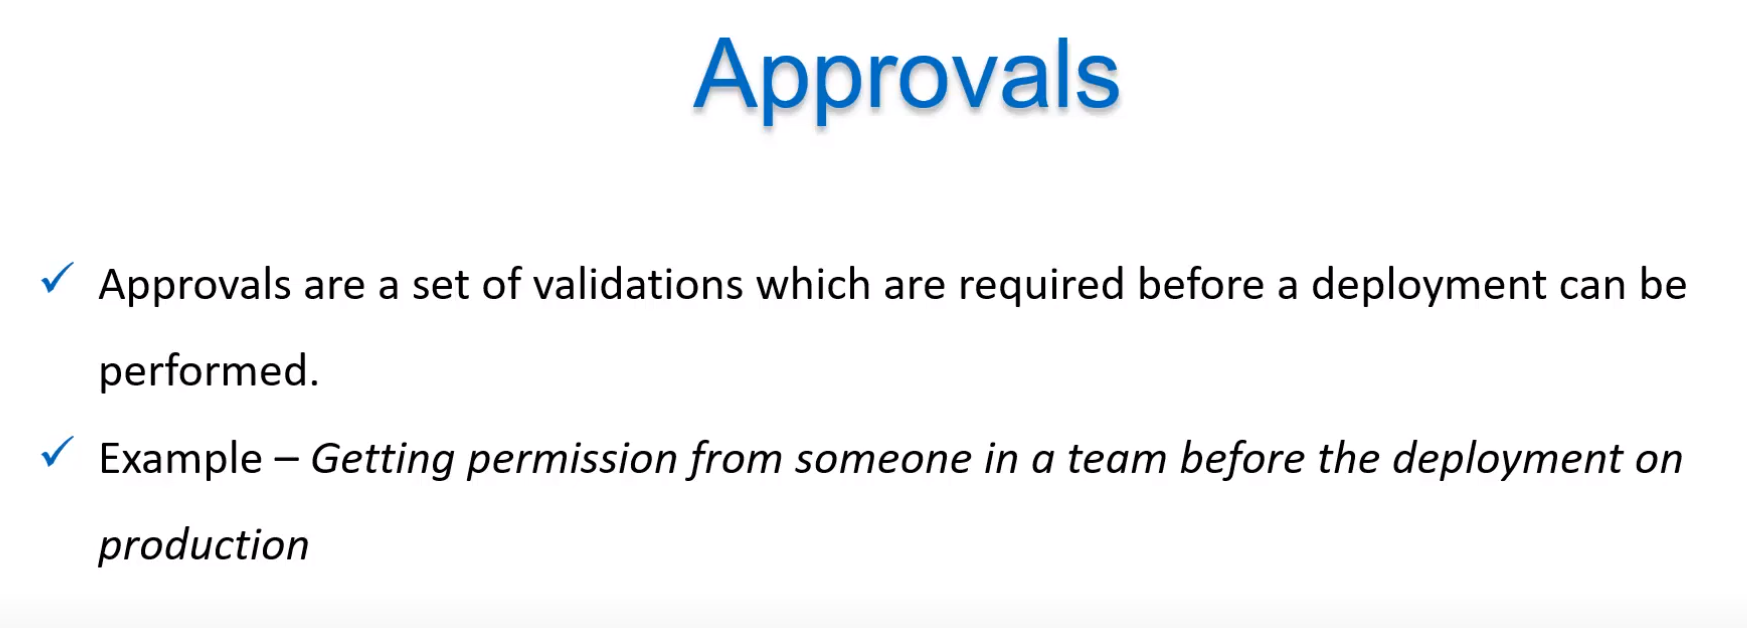 Approvals
✓ Approvals are a set of validations which are required before a deployment can be
performed.
✓ Example – Getting permission from someone in a team before the deployment on
production